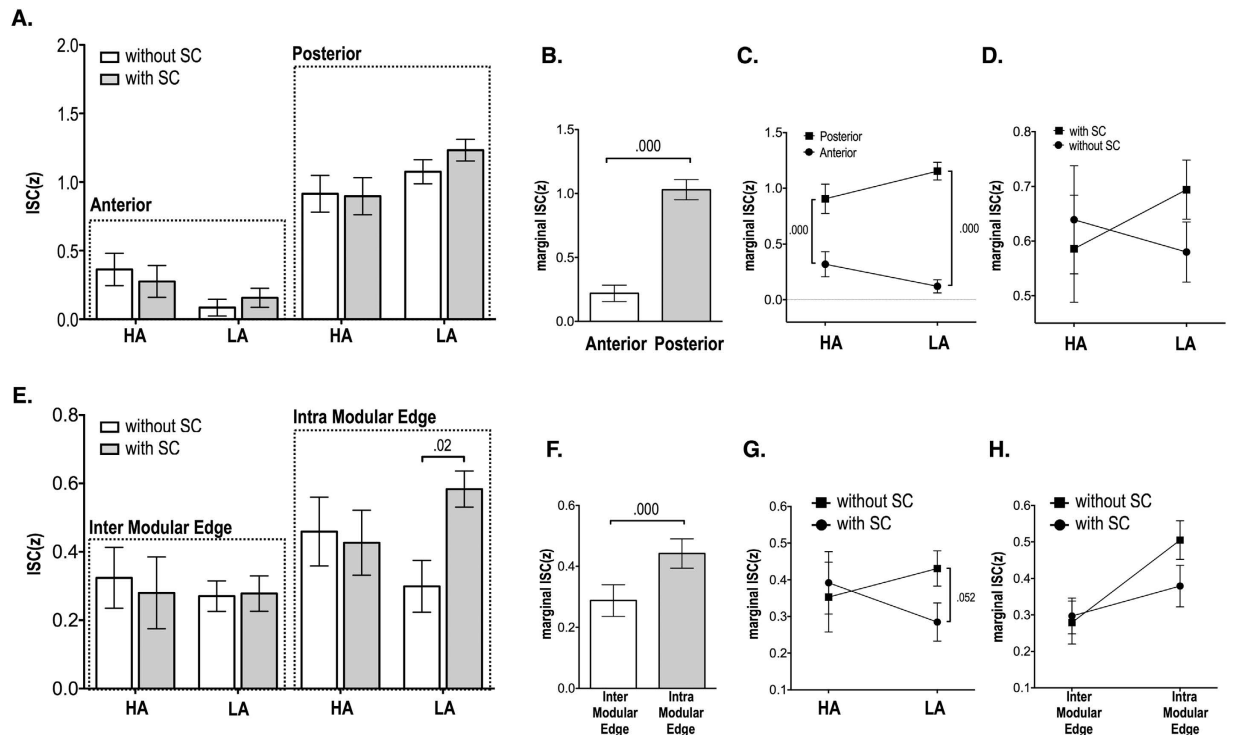 A.
2.0
1.5
1.0
0.5
0.0
ISC(z)
without SC
with SC
Anterior
Posterior
HA
LA
HA
LA
B.
1.5
1.0
0.5
0.0
marginal ISC(z)
.000
Anterior Posterior
C.
1.5
1.0
0.5
0.0
marginal ISC(z)
Posterior
Anterior
.000
.000
HA
LA
D.
0.8
0.7
0.6
0.5
marginal ISC(z)
with SC
without SC
HA
LA
E.
0.8
0.6
0.4
0.2
0.0
ISC(z)
without SC
with SC
Inter Modular Edge
Intra Modular Edge
.02
HA
LA
HA
LA
F.
0.6
0.4
0.2
0.0
marginal ISC(z)
.000
Inter
Modular
Edge
Intra
Modular
Edge
G.
without SC
with SC
0.6
0.5
0.4
0.3
0.2
0.1
marginal ISC(z)
.052
HA
LA
H.
without SC
with SC
0.6
0.5
0.4
0.3
0.2
0.1
marginal ISC(z)
Inter
Modular
Edge
Intra
Modular
Edge